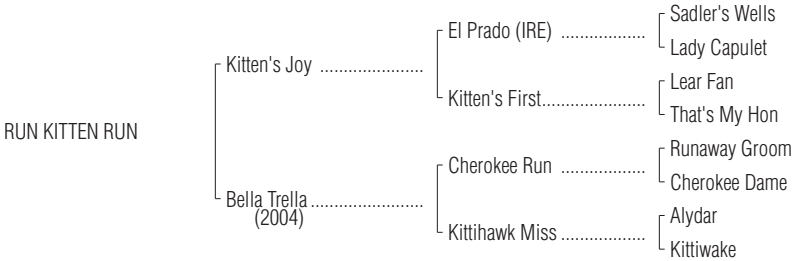 Sadler's Wells
El Prado (IRE) ..................
Lady Capulet
Kitten's Joy ......................
Lear Fan
Kitten's First......................
That's My Hon
RUN KITTEN RUN
Runaway Groom
Cherokee Run ..................
Cherokee Dame
Bella Trella ........................
(2004)
Alydar
Kittihawk Miss ..................
Kittiwake